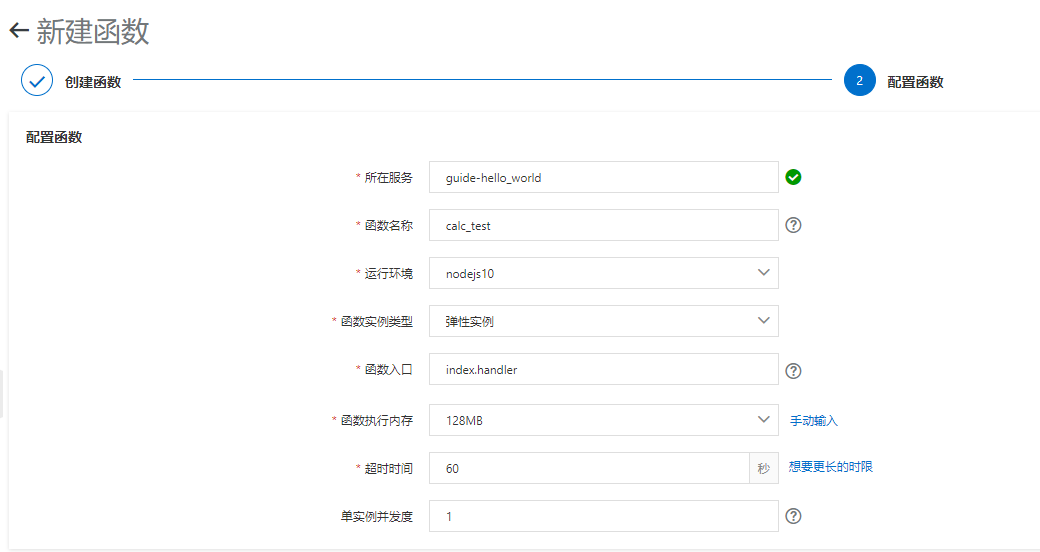 新建函数
创建函数
2 配置函数
配置函数
* 所在服务 guide-hello_world
* 函数名称 calc_test
* 运行环境 nodejs10
* 函数实例类型 弹性实例
* 函数入口 index.handler
* 函数执行内存 128MB 手动输入
* 超时时间 60 秒 想要更长的时限
单实例并发度 1